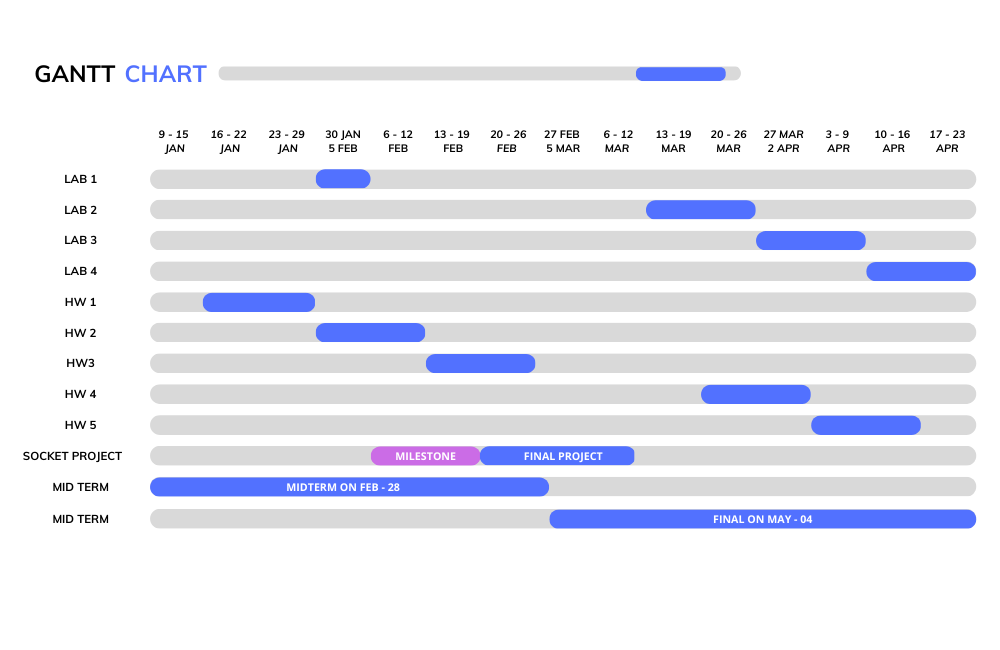 GANTT CHART
9 - 15 16 - 22 23 - 29 30 JAN 6 - 12 13 - 19 20 - 26 27 FEB 6 - 12 13 - 19 20 - 26 27 MAR 3 - 9 10 - 16 17 - 23
JAN JAN JAN 5 FEB FEB FEB FEB 5 MAR MAR MAR MAR 2 APR APR APR APR
LAB 1
LAB 2
LAB 3
LAB 4
HW 1
HW 2
HW3
HW 4
HW 5
SOCKET PROJECT MILESTONE FINAL PROJECT
MID TERM MIDTERM ON FEB - 28
MID TERM FINAL ON MAY - 04